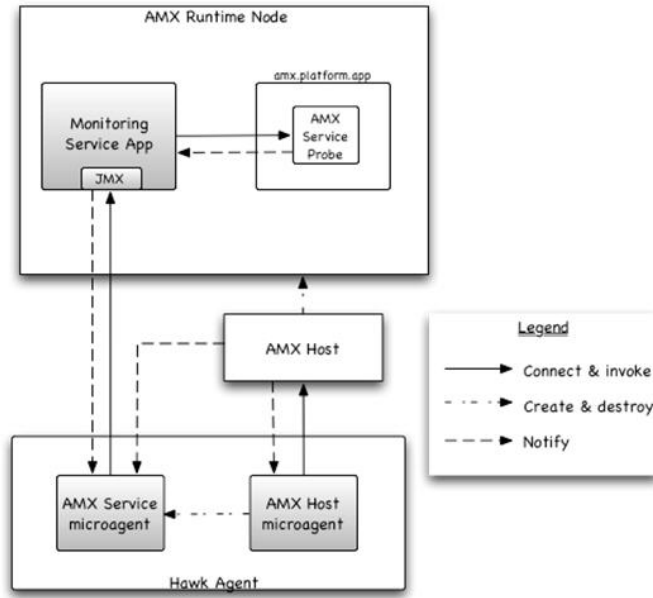 AMX Runtime Node
amx.platform.app
Monitoring
Service App
JMX
AMX
Service
Probe
AMX Host
Legend
Connect & invoke
Create & destroy
Notify
AMX Service
microagent
AMX Host
microagent
Hawk Agent